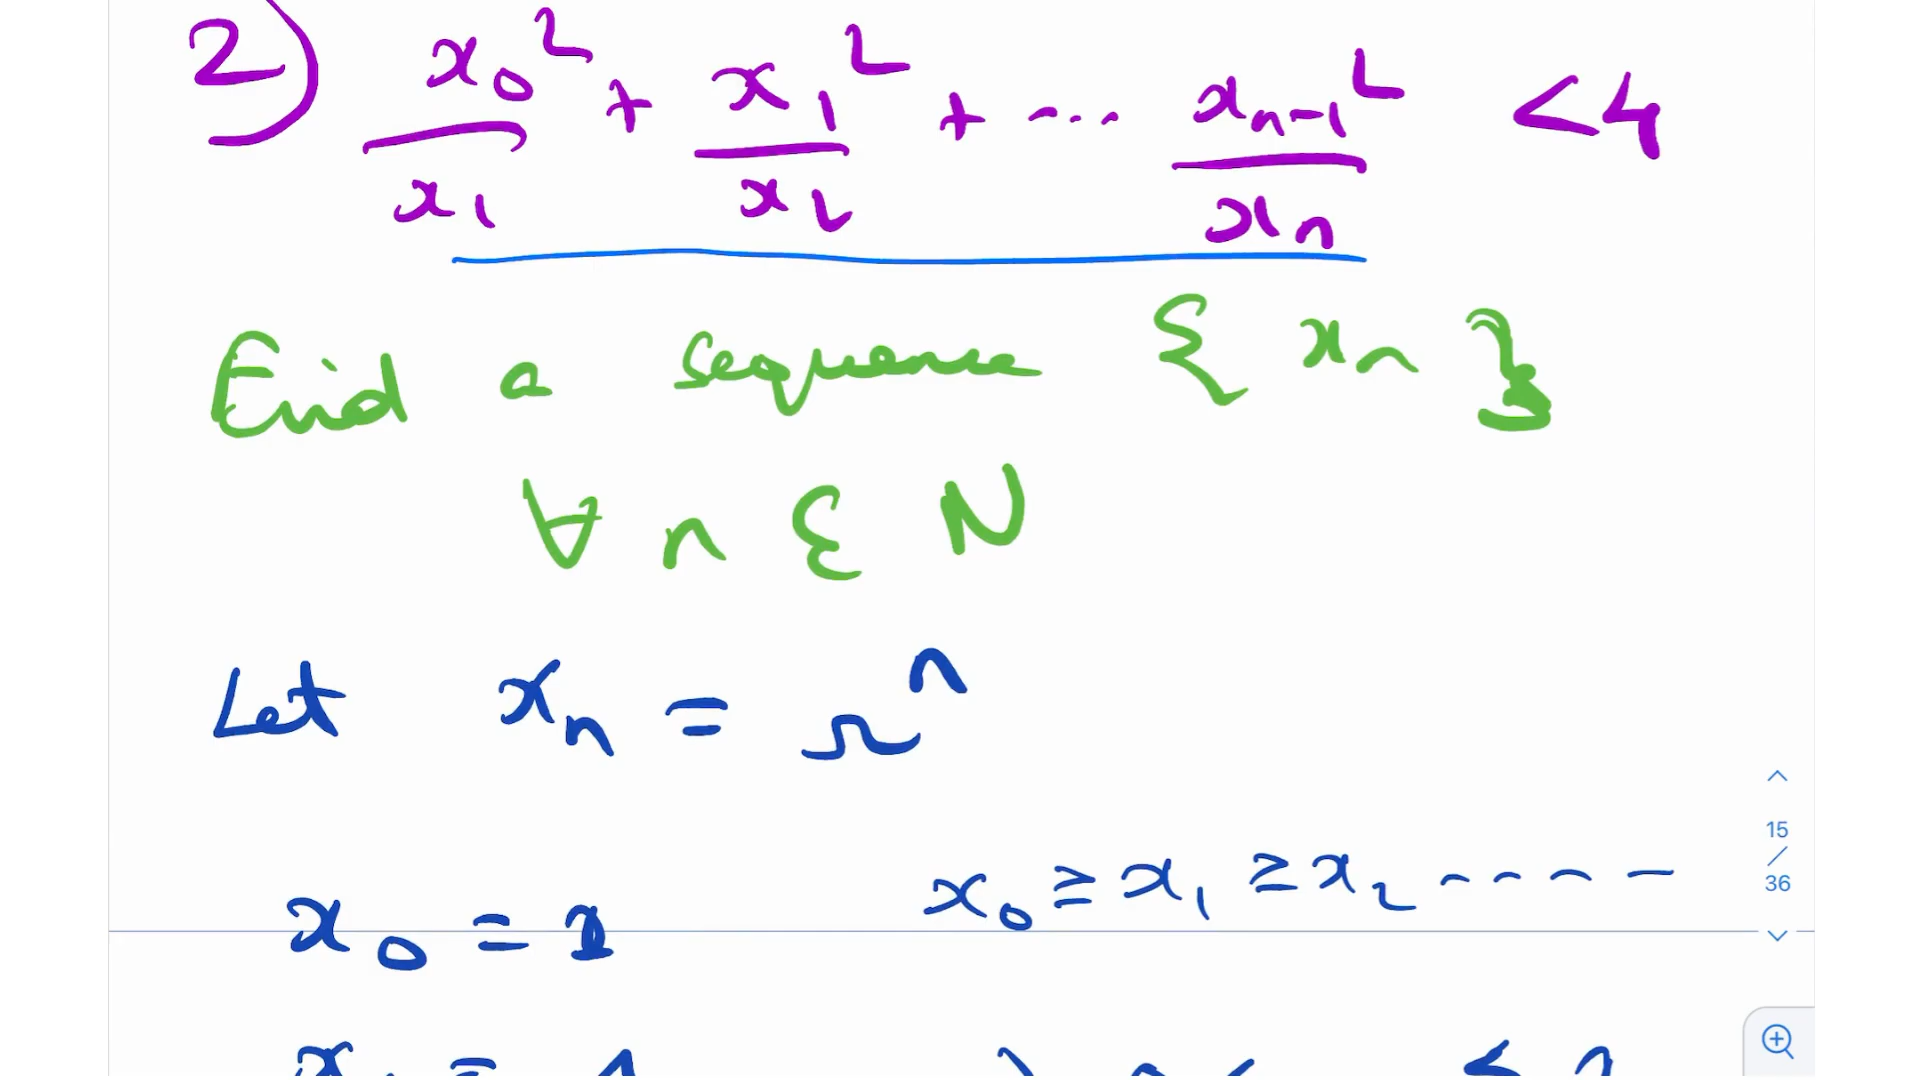 2) x₀²/x₁ + x₁²/x₂ + ... xₙ₋₁²/xₙ < 4
Find a sequence { xₙ }
∀ n ∈ N
Let xₙ = rⁿ
x₀ ≥ x₁ ≥ x₂ - - - -
x₀ = 1
15
/
36